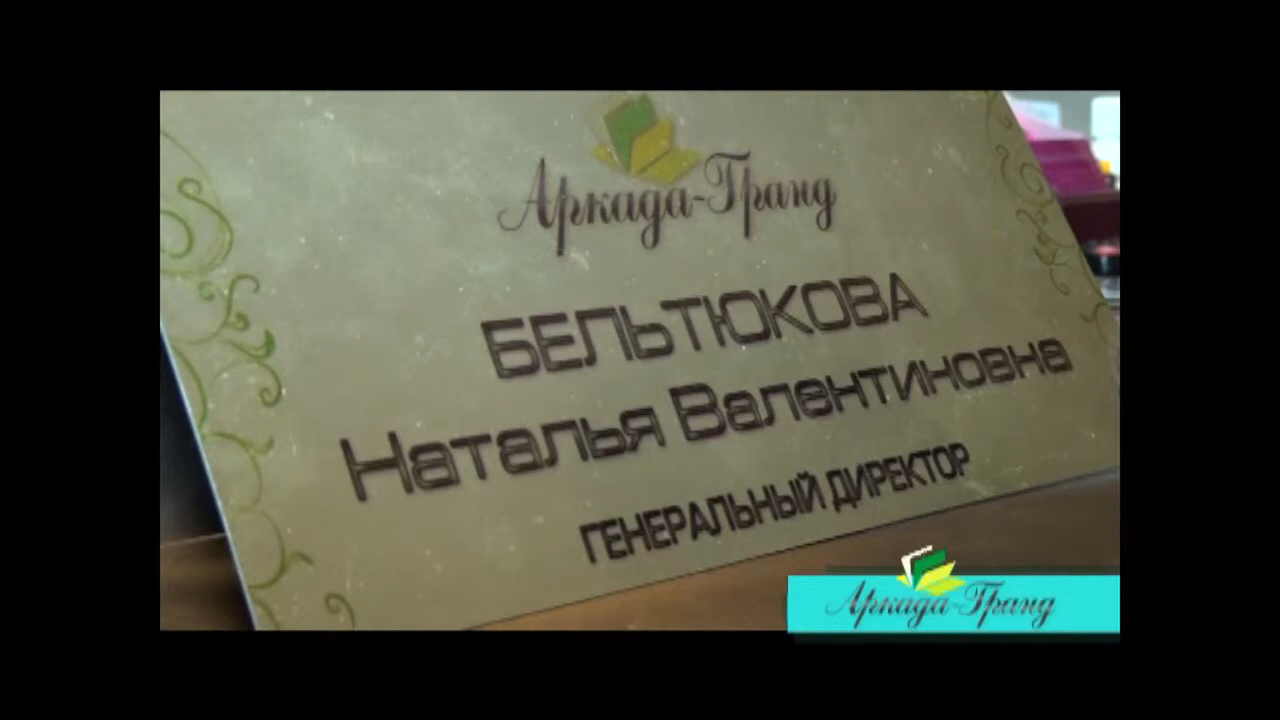 Аркада-Гранд
БЕЛЬТЮКОВА
Наталья Валентиновна
ГЕНЕРАЛЬНЫЙ ДИРЕКТОР
Аркада-Гранд